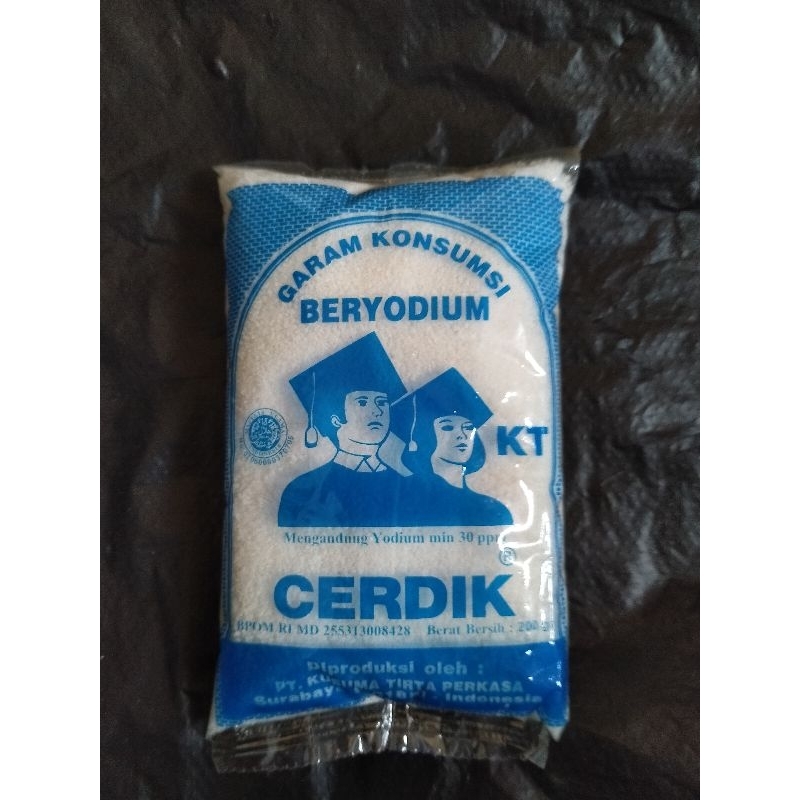 GARAM KONSUMSI
BERYODIUM
KT
Mengandung Yodium min 30 ppm
®
CERDIK
BPOM RI MD 255313008428 Berat Bersih :
Diproduksi oleh :
PT. KUSUMA TIRTA PERKASA
Surabaya Indonesia